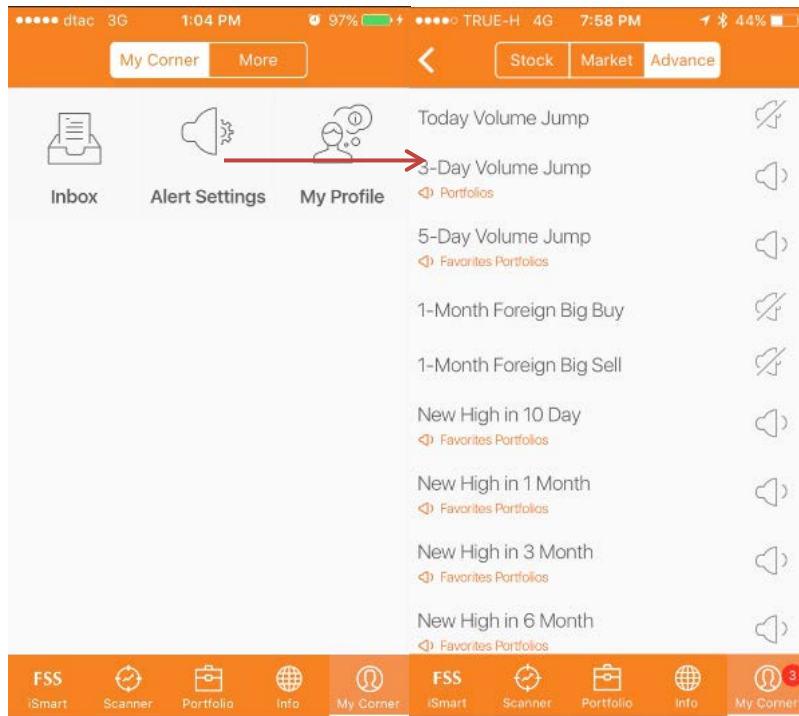 dtac 3G 1:04 PM 97%
My Corner More
Inbox Alert Settings My Profile
FSS
iSmart Scanner Portfolio Info My Corner
TRUE-H 4G 7:58 PM 44%
Stock Market Advance
Today Volume Jump
3-Day Volume Jump
Portfolios
5-Day Volume Jump
Favorites Portfolios
1-Month Foreign Big Buy
1-Month Foreign Big Sell
New High in 10 Day
Favorites Portfolios
New High in 1 Month
Favorites Portfolios
New High in 3 Month
Favorites Portfolios
New High in 6 Month
Favorites Portfolios
FSS 3
iSmart Scanner Portfolio Info My Corner